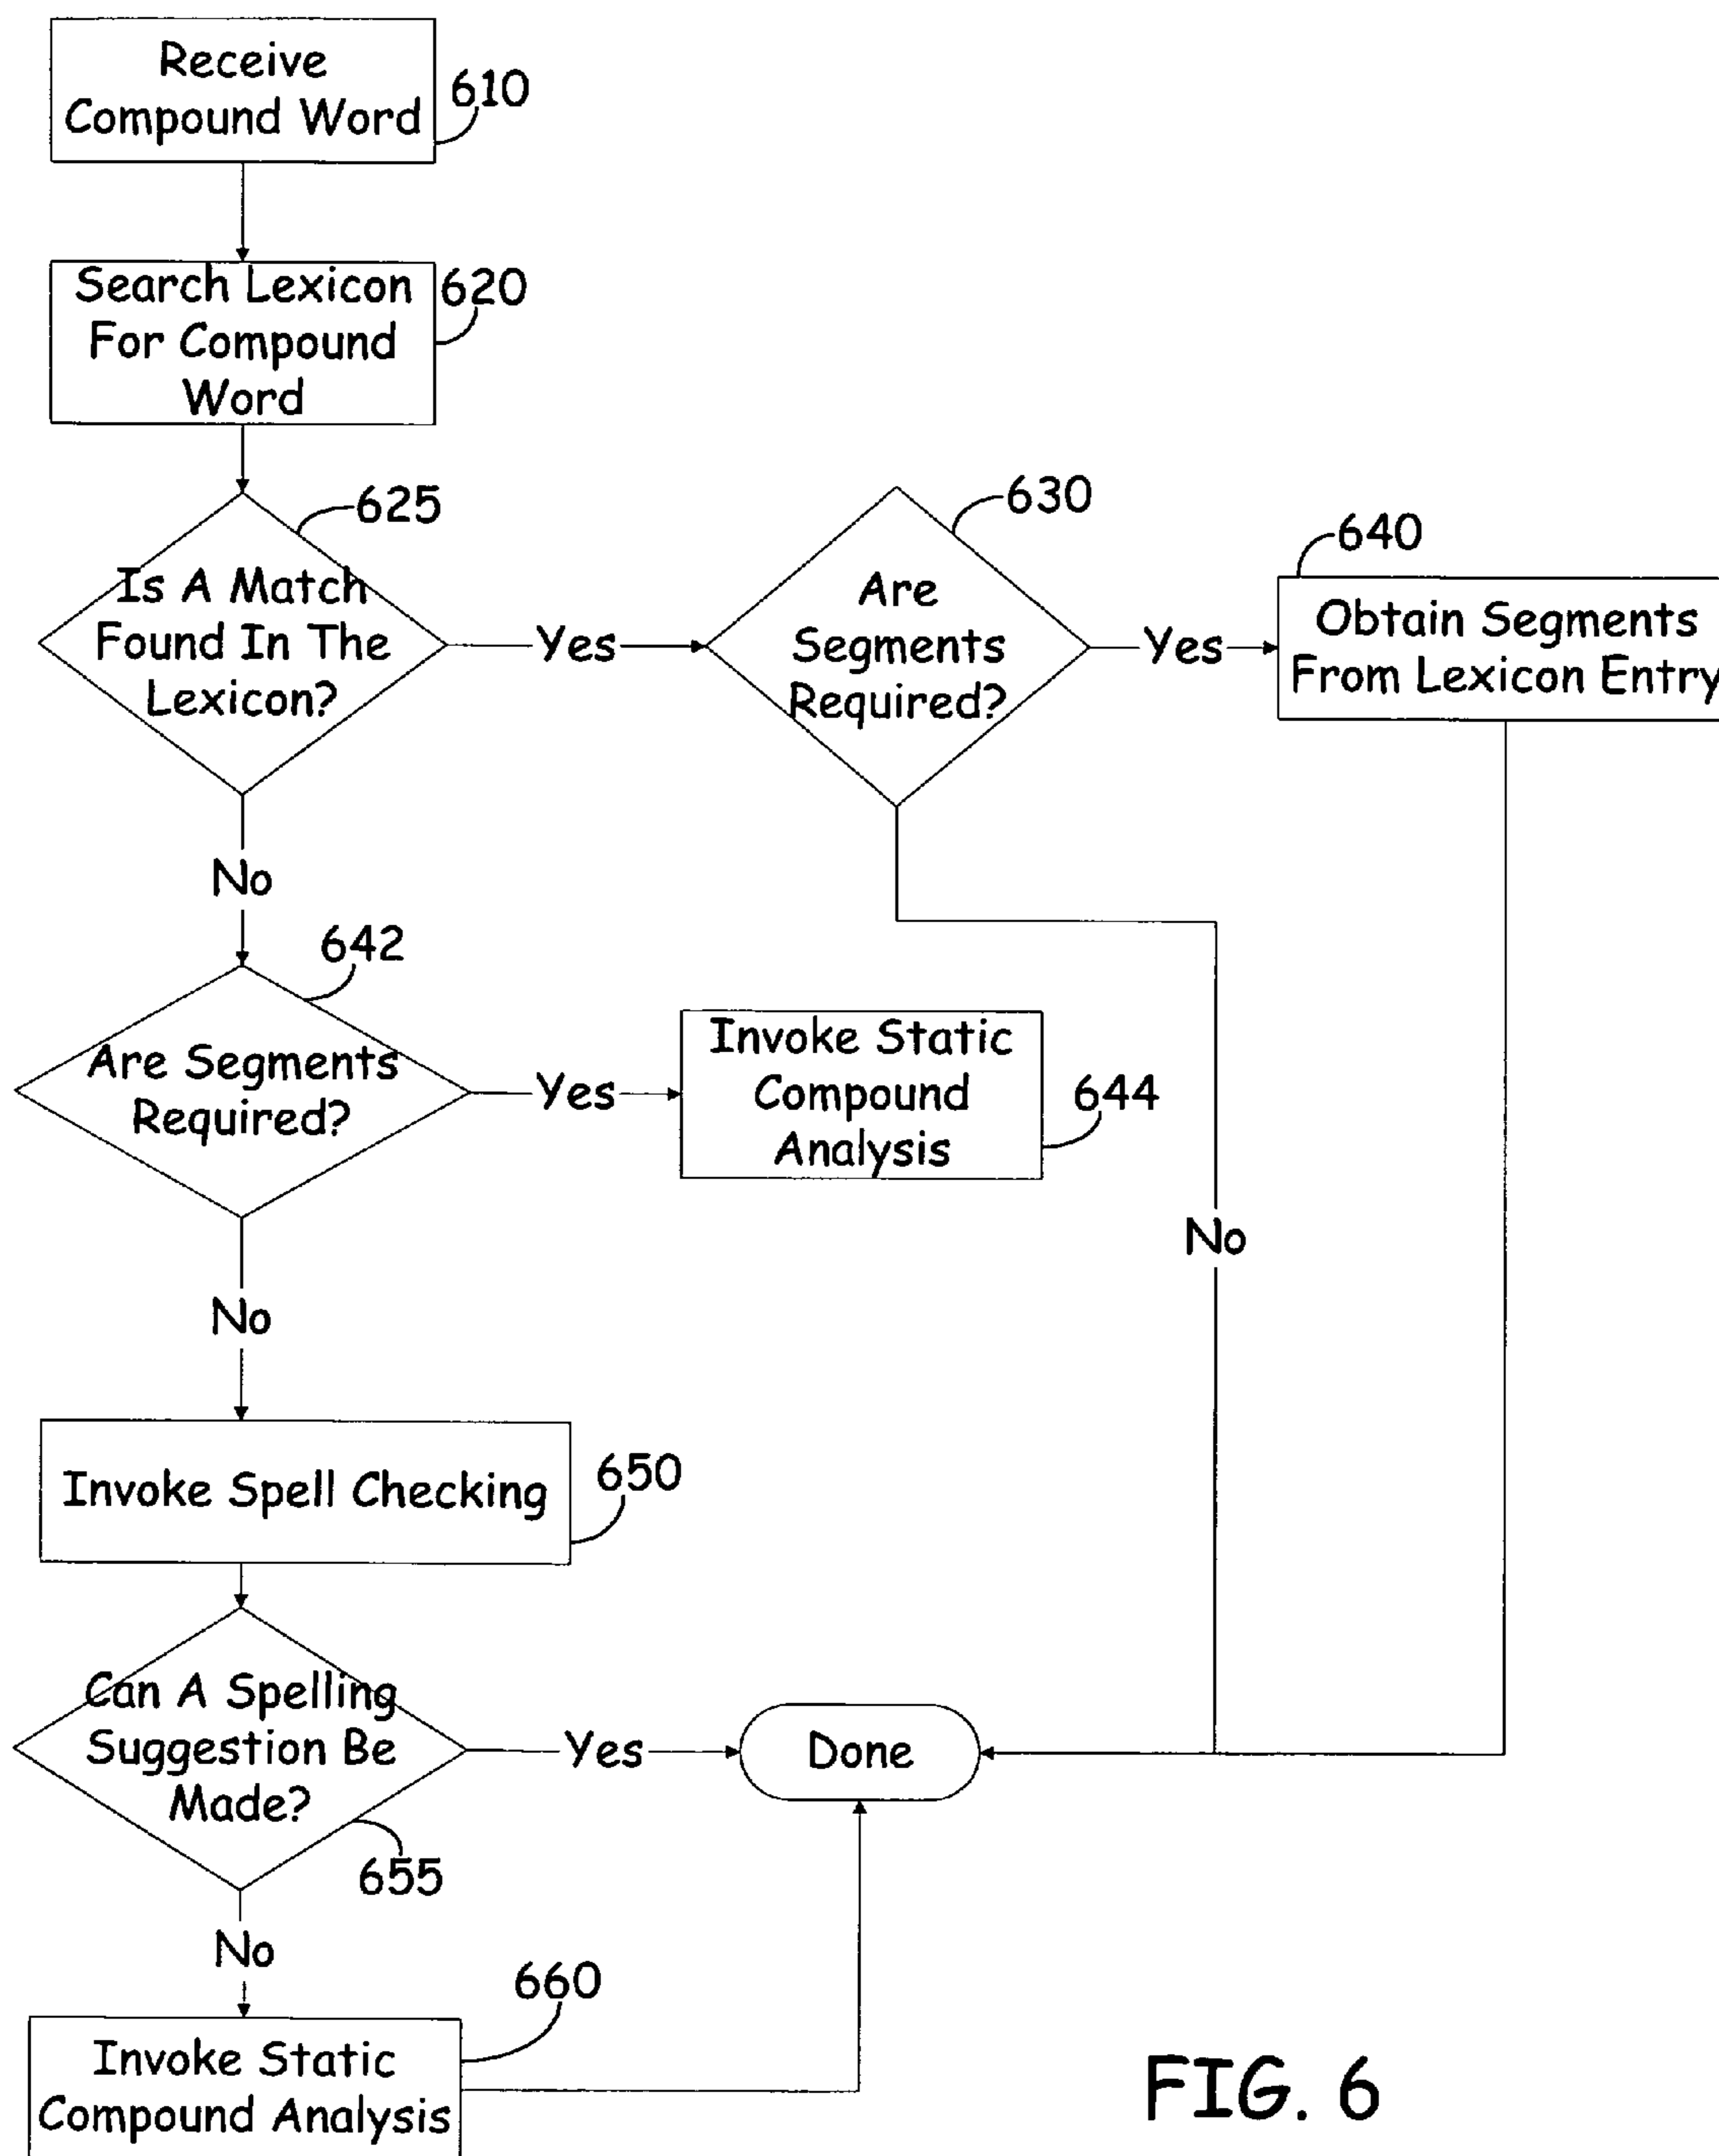 Receive
Compound Word
610
Search Lexicon
For Compound
Word
620
625
Is A Match
Found In The
Lexicon?
Yes
630
Are
Segments
Required?
Yes
640
Obtain Segments
From Lexicon Entry
No
642
Are Segments
Required?
Yes
Invoke Static
Compound
Analysis
644
No
No
Invoke Spell Checking
650
Can A Spelling
Suggestion Be
Made?
655
Yes
Done
No
660
Invoke Static
Compound Analysis
FIG. 6